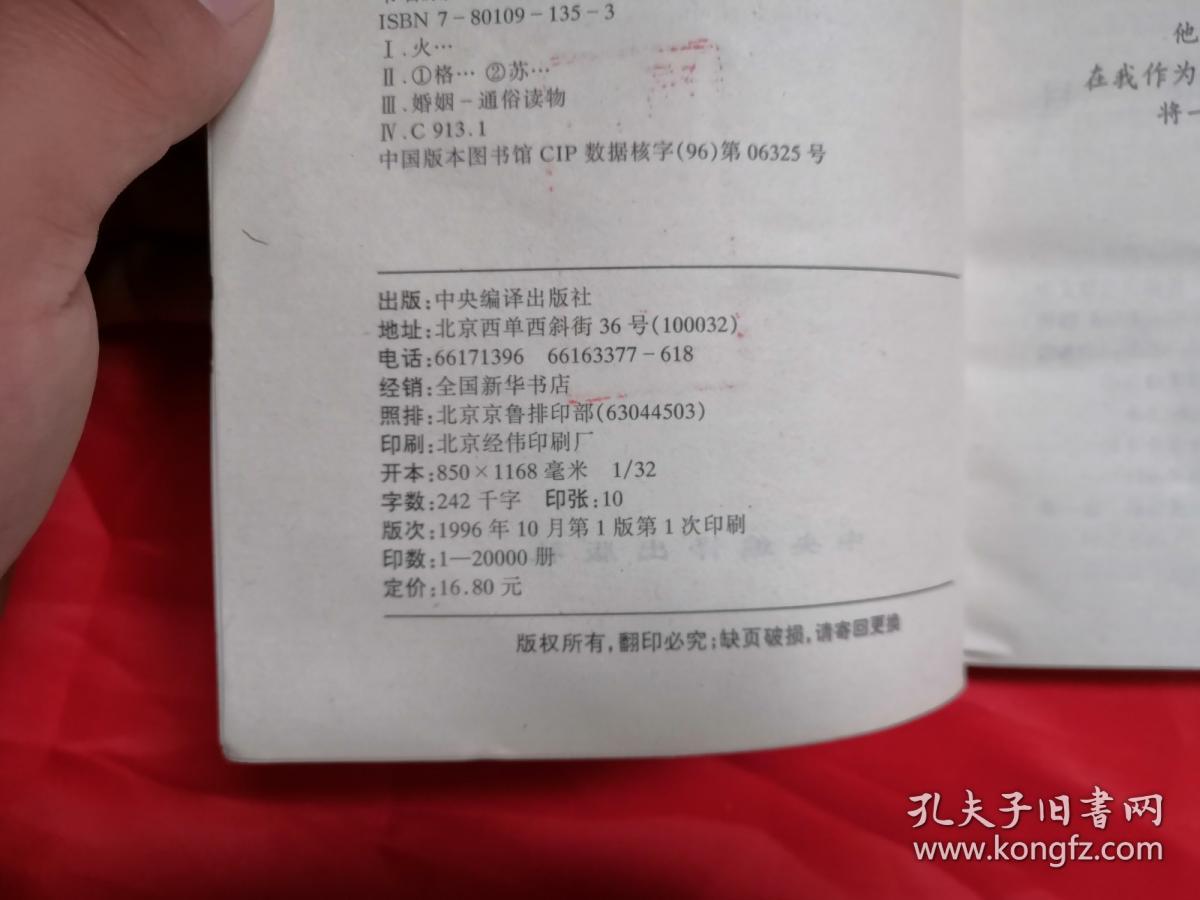 ISBN 7-80109-135-3
Ⅰ.火…
Ⅱ.①格… ②苏…
Ⅲ.婚姻-通俗读物
Ⅳ.C 913.1
中国版本图书馆 CIP 数据核字(96)第 06325 号
出版:中央编译出版社
地址:北京西单西斜街 36 号(100032)
电话:66171396 66163377-618
经销:全国新华书店
照排:北京京鲁排印部(63044503)
印刷:北京经伟印刷厂
开本:850×1168 毫米 1/32
字数:242 千字 印张:10
版次:1996 年 10 月第 1 版第 1 次印刷
印数:1—20000 册
定价:16.80 元
版权所有,翻印必究;缺页破损,请寄回更换
他
在我作为
将一
孔夫子旧书网
www.kongfz.com